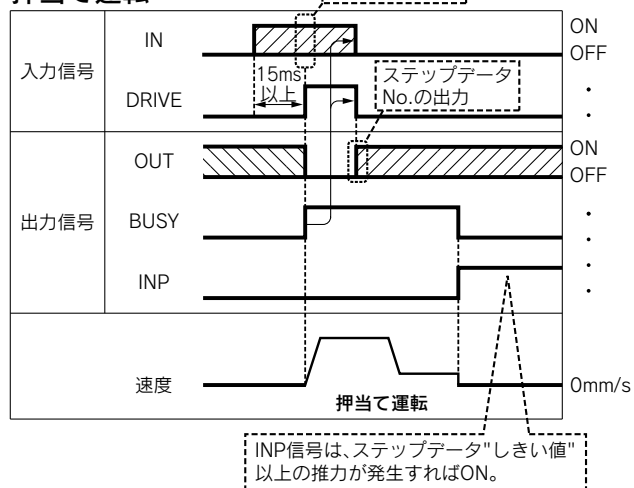 押当て運転
IN
ON
OFF
入力信号
15ms
以上
ステップデータ
No.の出力
DRIVE
・
・
OUT
ON
OFF
出力信号
BUSY
・
・
INP
・
・
速度
0mm/s
押当て運転
INP信号は、ステップデータ"しきい値"
以上の推力が発生すればON。